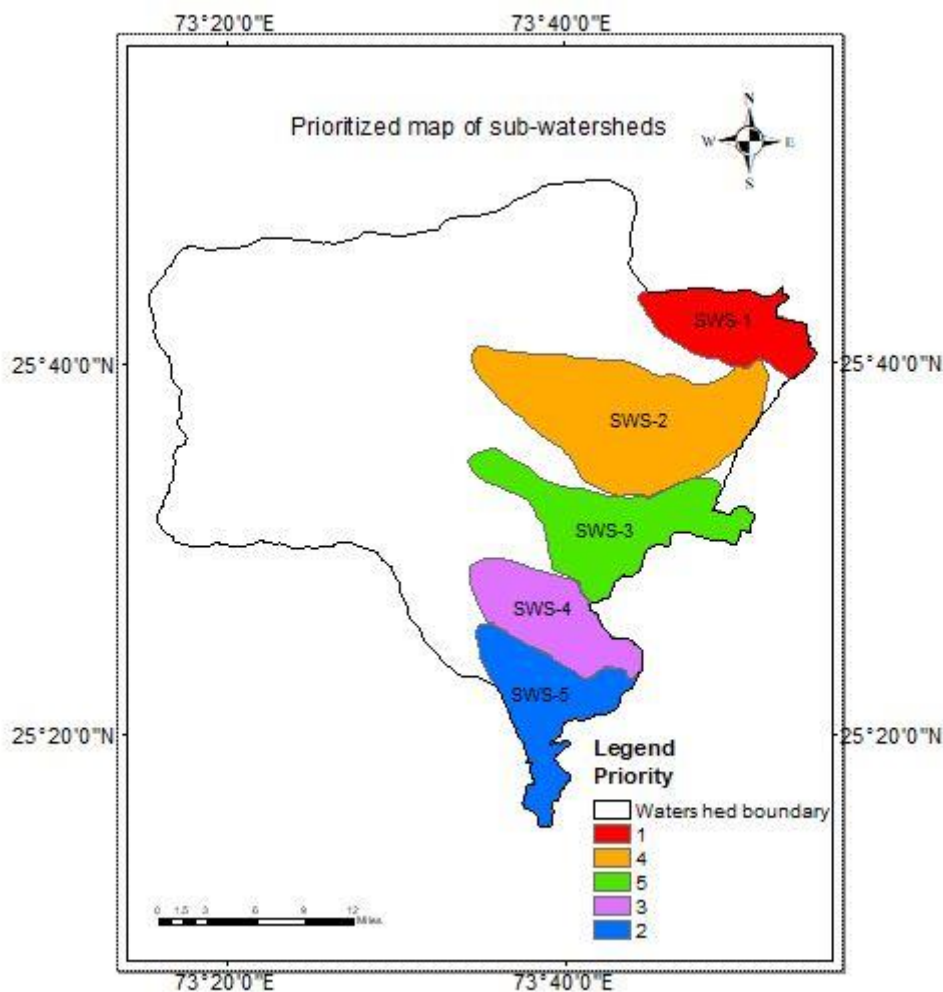 73°20'0"E 73°40'0"E
Prioritized map of sub-watersheds
N
W E
S
SWS-1
25°40'0"N 25°40'0"N
SWS-2
SWS-3
SWS-4
SWS-5
25°20'0"N 25°20'0"N
Legend
Priority
Waters hed boundary
1
4
5
3
2
0 1.5 3 6 9 12
Miles
73°20'0"E 73°40'0"E